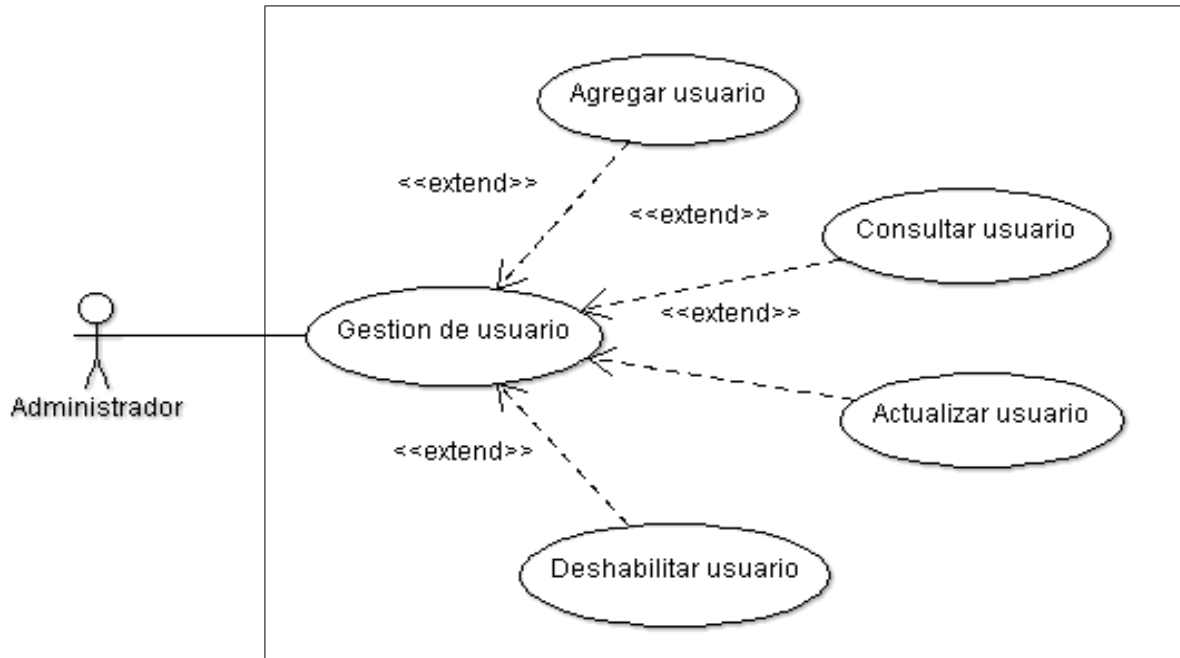 Agregar usuario
<<extend>>
<<extend>>
Consultar usuario
<<extend>>
Gestion de usuario
Administrador
Actualizar usuario
<<extend>>
Deshabilitar usuario